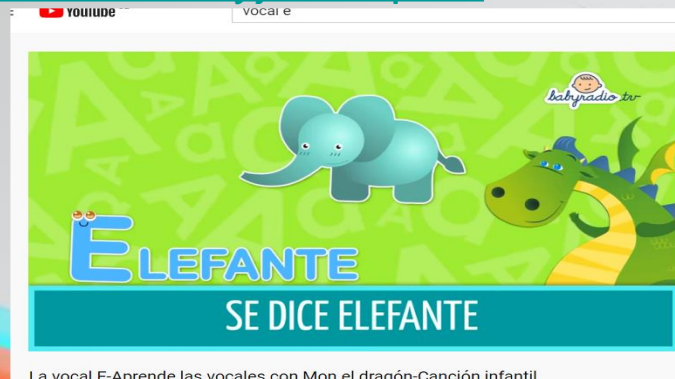 YouTube
vocal e
babyradio tv
ELEFANTE
SE DICE ELEFANTE
La vocal E-Aprende las vocales con Mon el dragón-Canción infantil